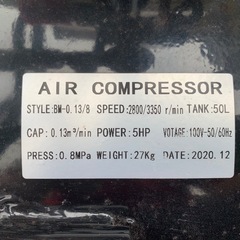 AIR COMPRESSOR
STYLE:BW-0.13/8 SPEED:2800/3350 r/min TANK:50L
CAP: 0.13m³/min POWER:5HP VOTAGE:100V-50/60Hz
PRESS:0.8MPa WEIGHT:27Kg DATE:2020.12